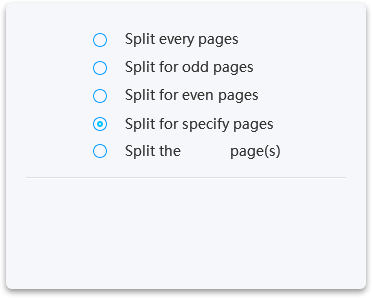 Split every pages
Split for odd pages
Split for even pages
Split for specify pages
Split the page(s)